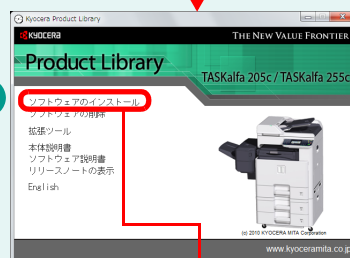 Kyocera Product Library
KYOCERA
THE NEW VALUE FRONTIER
Product Library
TASKalfa 205c / TASKalfa 255c
ソフトウェアのインストール
ソフトウェアの削除
拡張ツール
本体説明書
ソフトウェア説明書
リリースノートの表示
English
(c) 2010 KYOCERA MITA Corporation
www.kyoceramita.co.jp